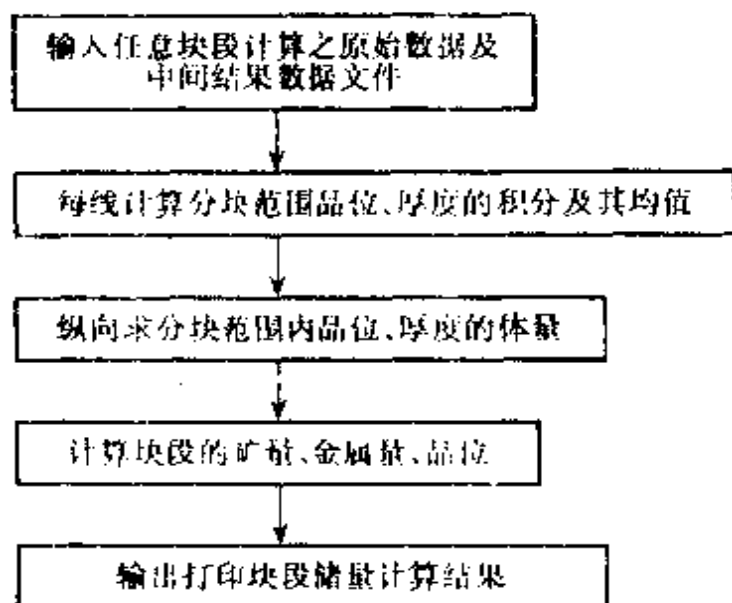 输入任意块段计算之原始数据及
中间结果数据文件
每线计算分块范围品位、厚度的积分及其均值
纵向求分块范围内品位、厚度的体量
计算块段的矿量、金属量、品位
输出打印块段储量计算结果